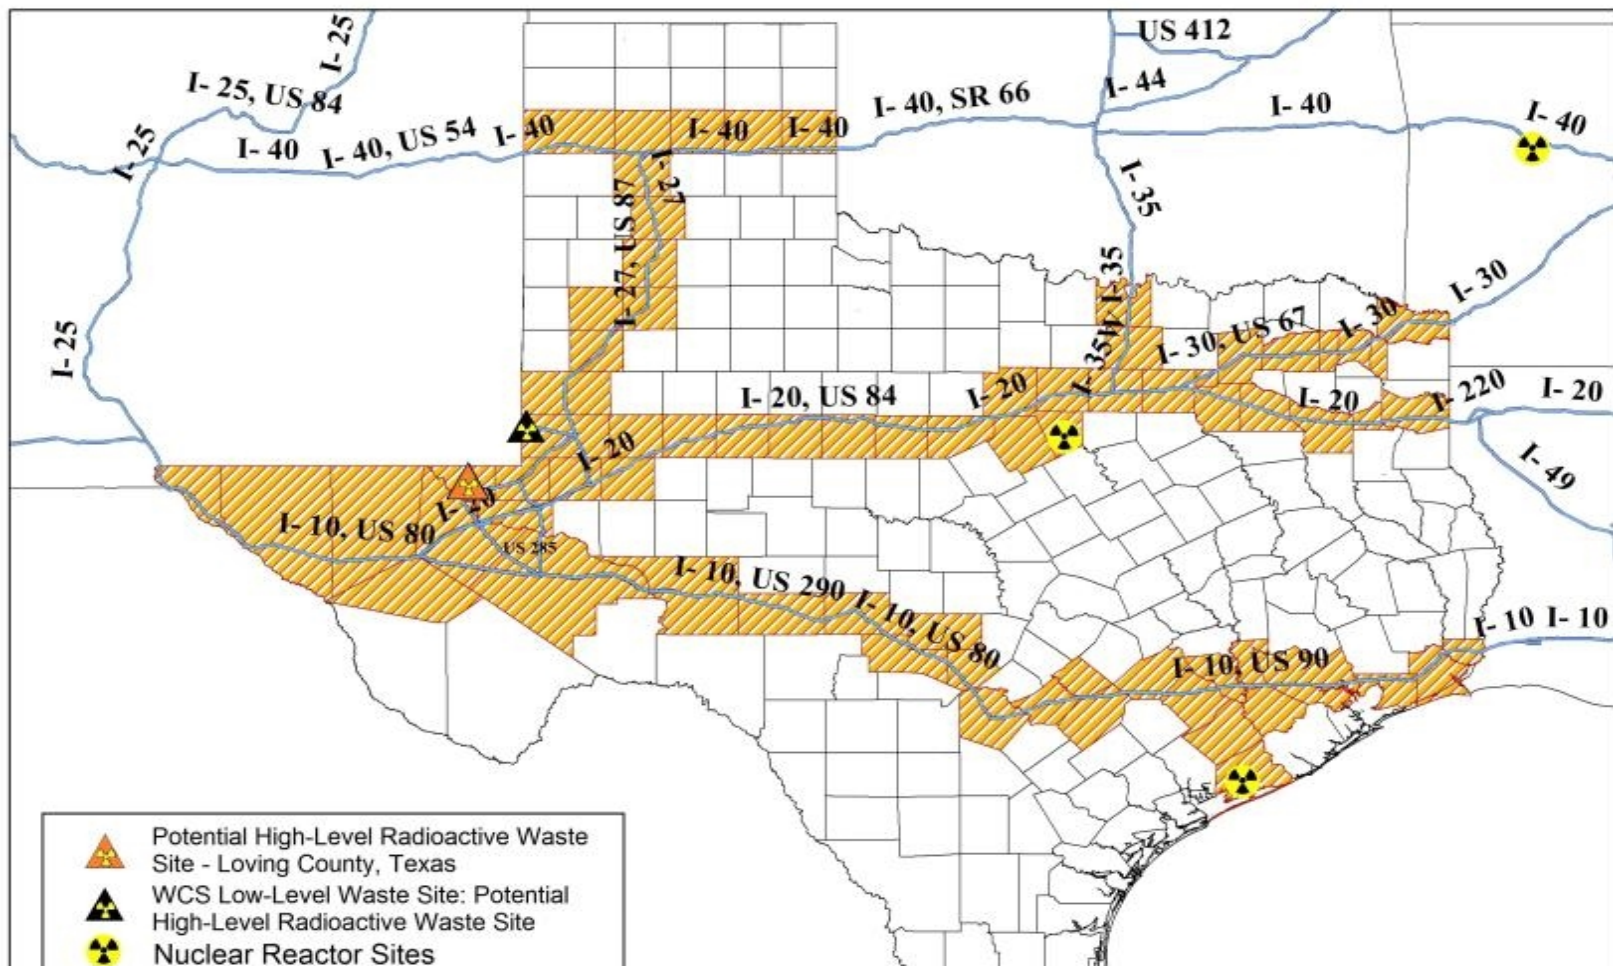 I- 25
US 412
I- 25, US 84
I- 44
I- 40, SR 66
I- 40
I- 40
I- 25
I- 40
I- 40, US 54
I- 40
I- 40
I- 40
I- 27
I- 35
I- 27, US 87
I- 35
I- 30
I- 25
I- 35W
I- 30, US 67
I- 30
I- 20, US 84
I- 20
I- 20
I- 220
I- 20
I- 20
I- 49
I- 20
I- 10, US 80
US 285
I- 10, US 290
I- 10, US 80
I- 10, US 90
I- 10
I- 10
Potential High-Level Radioactive Waste
Site - Loving County, Texas
WCS Low-Level Waste Site: Potential
High-Level Radioactive Waste Site
Nuclear Reactor Sites